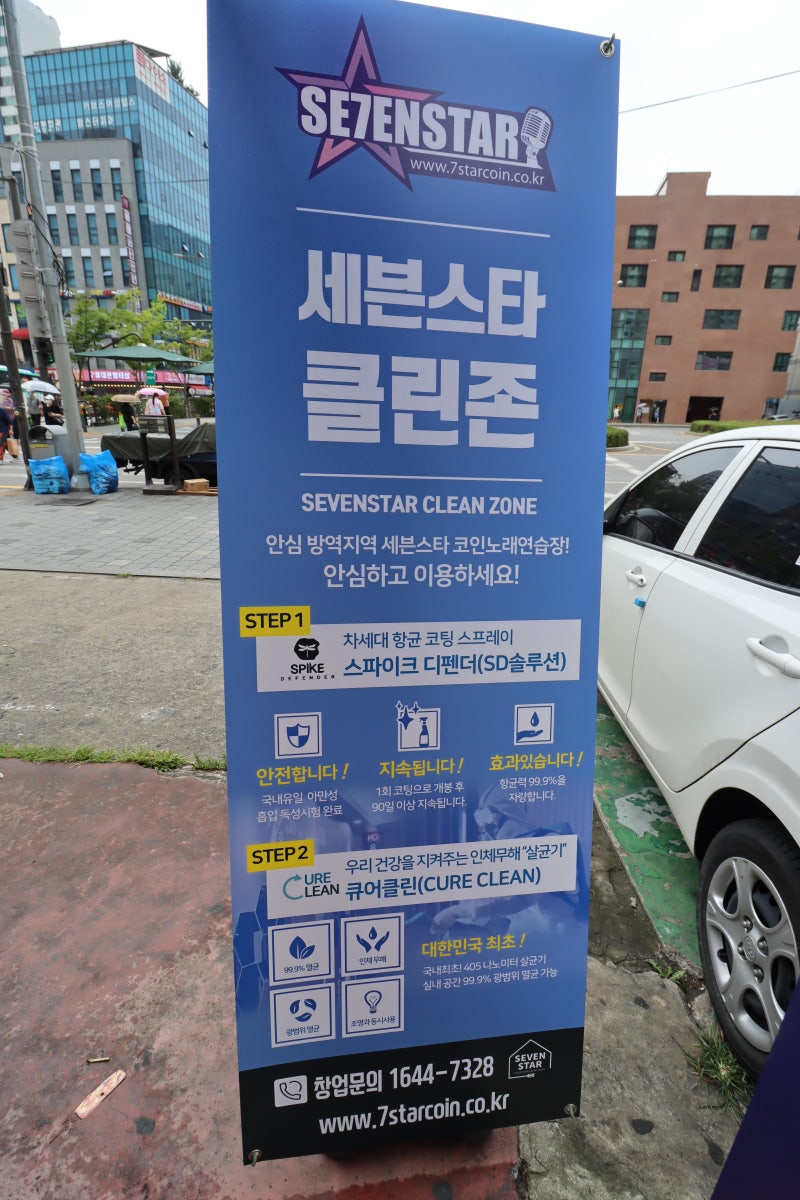 SE7ENSTAR
www.7starcoin.co.kr
세븐스타
클린존
SEVENSTAR CLEAN ZONE
안심 방역지역 세븐스타 코인노래연습장!
안심하고 이용하세요!
STEP 1
SPIKE
DEFENDER
차세대 항균 코팅 스프레이
스파이크 디펜더(SD솔루션)
안전합니다!
국내유일 아만성
흡입 독성시험 완료
지속됩니다!
1회 코팅으로 개봉 후
90일 이상 지속됩니다.
효과있습니다!
항균력 99.9%을
자랑합니다.
STEP 2
CURE
CLEAN
우리 건강을 지켜주는 인체무해 "살균기"
큐어클린(CURE CLEAN)
99.9% 멸균
인체 무해
광범위 멸균
조명과 동시사용
대한민국 최초!
국내최초! 405 나노미터 살균기
실내 공간 99.9% 광범위 멸균 가능
창업문의 1644-7328
SEVEN
STAR
www.7starcoin.co.kr